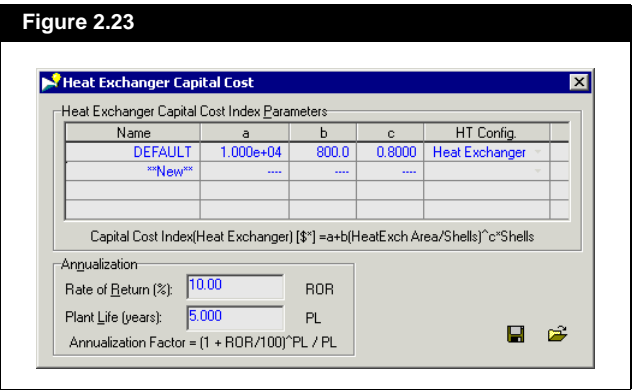 Figure 2.23
Heat Exchanger Capital Cost
Heat Exchanger Capital Cost Index Parameters
Name a b c HT Config.
DEFAULT 1.000e+04 800.0 0.8000 Heat Exchanger
**New** ---- ---- ----
Capital Cost Index(Heat Exchanger) [$*] =a+b(HeatExch Area/Shells)^c*Shells
Annualization
Rate of Return (%): 10.00 ROR
Plant Life (years): 5.000 PL
Annualization Factor = (1 + ROR/100)^PL / PL